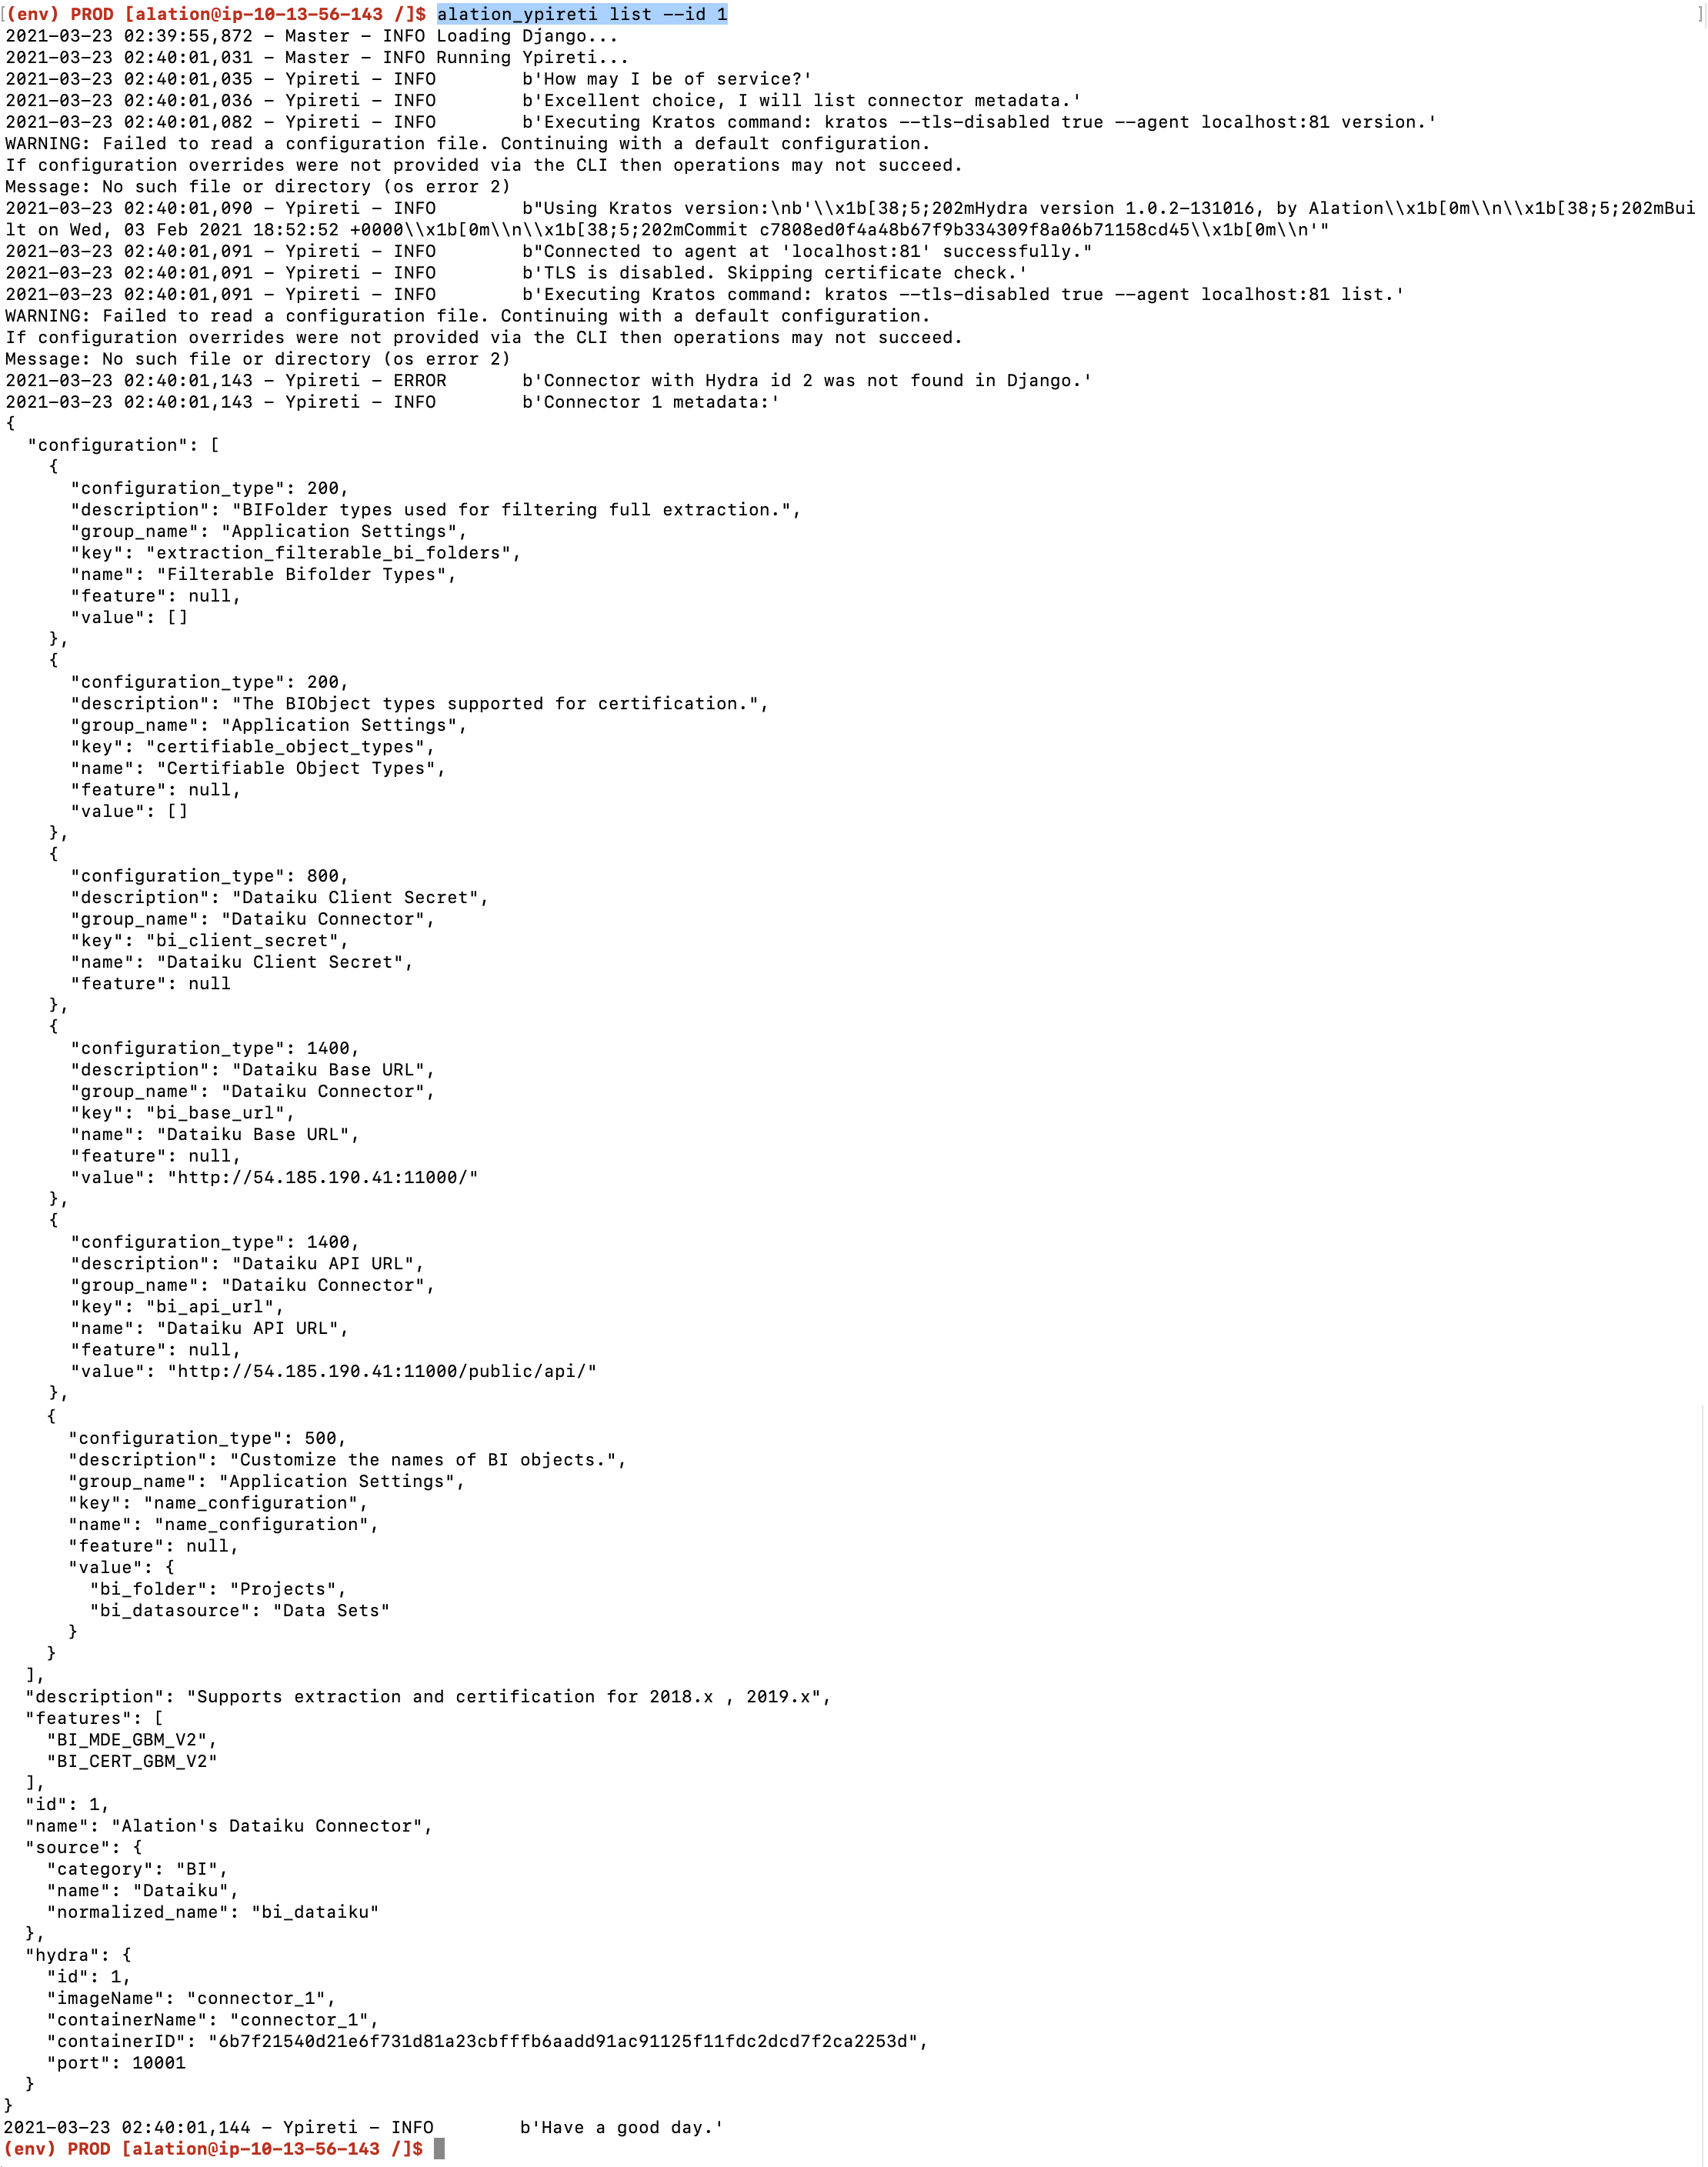 (env) PROD [alation@ip-10-13-56-143 /]$ alation_ypireti list --id 1
2021-03-23 02:39:55,872 - Master - INFO Loading Django...
2021-03-23 02:40:01,031 - Master - INFO Running Ypireti...
2021-03-23 02:40:01,035 - Ypireti - INFO        b'How may I be of service?'
2021-03-23 02:40:01,036 - Ypireti - INFO        b'Excellent choice, I will list connector metadata.'
2021-03-23 02:40:01,082 - Ypireti - INFO        b'Executing Kratos command: kratos --tls-disabled true --agent localhost:81 version.'
WARNING: Failed to read a configuration file. Continuing with a default configuration.
If configuration overrides were not provided via the CLI then operations may not succeed.
Message: No such file or directory (os error 2)
2021-03-23 02:40:01,090 - Ypireti - INFO        b"Using Kratos version:\nb'\\x1b[38;5;202mHydra version 1.0.2-131016, by Alation\\x1b[0m\\n\\x1b[38;5;202mBui
lt on Wed, 03 Feb 2021 18:52:52 +0000\\x1b[0m\\n\\x1b[38;5;202mCommit c7808ed0f4a48b67f9b334309f8a06b71158cd45\\x1b[0m\\n'"
2021-03-23 02:40:01,091 - Ypireti - INFO        b"Connected to agent at 'localhost:81' successfully."
2021-03-23 02:40:01,091 - Ypireti - INFO        b'TLS is disabled. Skipping certificate check.'
2021-03-23 02:40:01,091 - Ypireti - INFO        b'Executing Kratos command: kratos --tls-disabled true --agent localhost:81 list.'
WARNING: Failed to read a configuration file. Continuing with a default configuration.
If configuration overrides were not provided via the CLI then operations may not succeed.
Message: No such file or directory (os error 2)
2021-03-23 02:40:01,143 - Ypireti - ERROR       b'Connector with Hydra id 2 was not found in Django.'
2021-03-23 02:40:01,143 - Ypireti - INFO        b'Connector 1 metadata:'
{
  "configuration": [
    {
      "configuration_type": 200,
      "description": "BIFolder types used for filtering full extraction.",
      "group_name": "Application Settings",
      "key": "extraction_filterable_bi_folders",
      "name": "Filterable Bifolder Types",
      "feature": null,
      "value": []
    },
    {
      "configuration_type": 200,
      "description": "The BIObject types supported for certification.",
      "group_name": "Application Settings",
      "key": "certifiable_object_types",
      "name": "Certifiable Object Types",
      "feature": null,
      "value": []
    },
    {
      "configuration_type": 800,
      "description": "Dataiku Client Secret",
      "group_name": "Dataiku Connector",
      "key": "bi_client_secret",
      "name": "Dataiku Client Secret",
      "feature": null
    },
    {
      "configuration_type": 1400,
      "description": "Dataiku Base URL",
      "group_name": "Dataiku Connector",
      "key": "bi_base_url",
      "name": "Dataiku Base URL",
      "feature": null,
      "value": "http://54.185.190.41:11000/"
    },
    {
      "configuration_type": 1400,
      "description": "Dataiku API URL",
      "group_name": "Dataiku Connector",
      "key": "bi_api_url",
      "name": "Dataiku API URL",
      "feature": null,
      "value": "http://54.185.190.41:11000/public/api/"
    },
    {
      "configuration_type": 500,
      "description": "Customize the names of BI objects.",
      "group_name": "Application Settings",
      "key": "name_configuration",
      "name": "name_configuration",
      "feature": null,
      "value": {
        "bi_folder": "Projects",
        "bi_datasource": "Data Sets"
      }
    }
  ],
  "description": "Supports extraction and certification for 2018.x , 2019.x",
  "features": [
    "BI_MDE_GBM_V2",
    "BI_CERT_GBM_V2"
  ],
  "id": 1,
  "name": "Alation's Dataiku Connector",
  "source": {
    "category": "BI",
    "name": "Dataiku",
    "normalized_name": "bi_dataiku"
  },
  "hydra": {
    "id": 1,
    "imageName": "connector_1",
    "containerName": "connector_1",
    "containerID": "6b7f21540d21e6f731d81a23cbfffb6aadd91ac91125f11fdc2dcd7f2ca2253d",
    "port": 10001
  }
}
2021-03-23 02:40:01,144 - Ypireti - INFO        b'Have a good day.'
(env) PROD [alation@ip-10-13-56-143 /]$